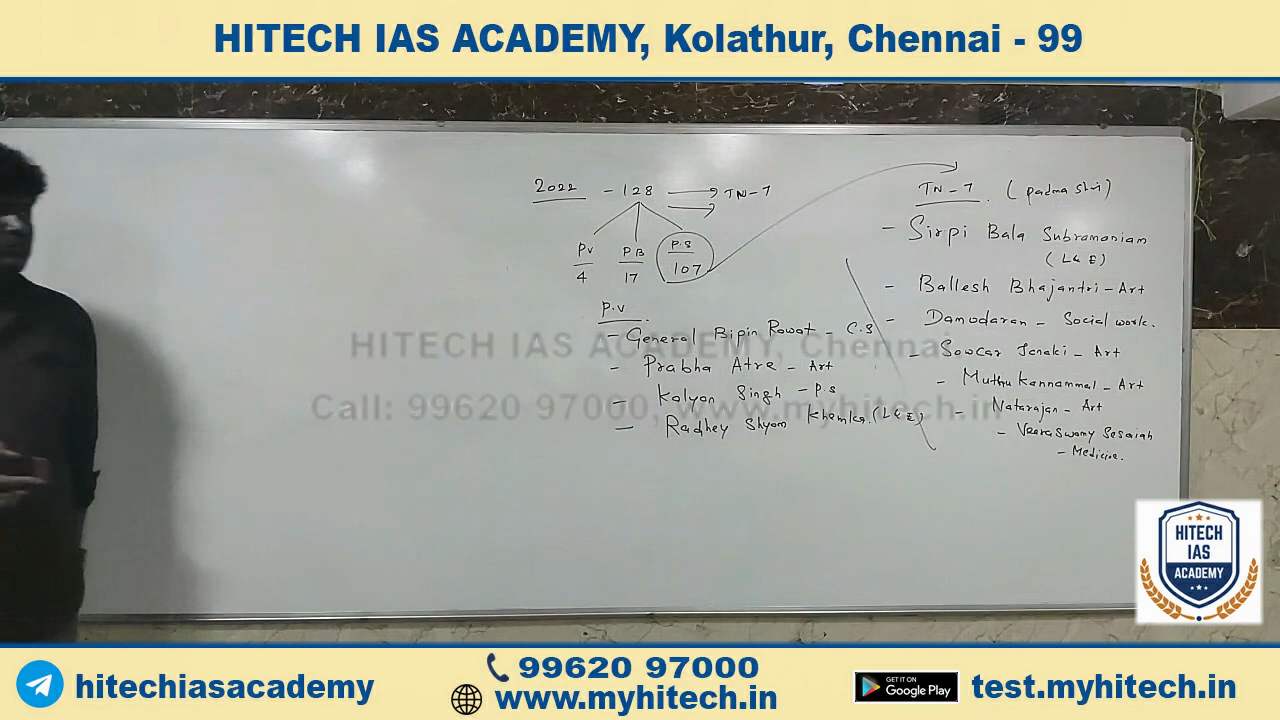 HITECH IAS ACADEMY, Kolathur, Chennai - 99
2022 - 128 → TN-7
PV PB P.S
4 17 107
P.V
- General Bipin Rawat - C.S
- Prabha Atre - Art
- Kalyan Singh - P.S
- Radhey Shyam Khemka. (L & E)
TN-7. (padma Shri)
- Sirpi Bala Subramaniam
(L & E)
- Ballesh Bhajantri - Art
- Damodaran - Social work.
- Sowcar Janaki - Art
- Muthu Kannammal - Art
- Natarajan - Art
- Veeraswamy Sesaiah
- Medicine.
HITECH IAS ACADEMY, Chennai
Call: 99620 97000, www.myhitech.in
HITECH
IAS
ACADEMY
hitechiasacademy
99620 97000
www.myhitech.in
GET IT ON
Google Play
test.myhitech.in